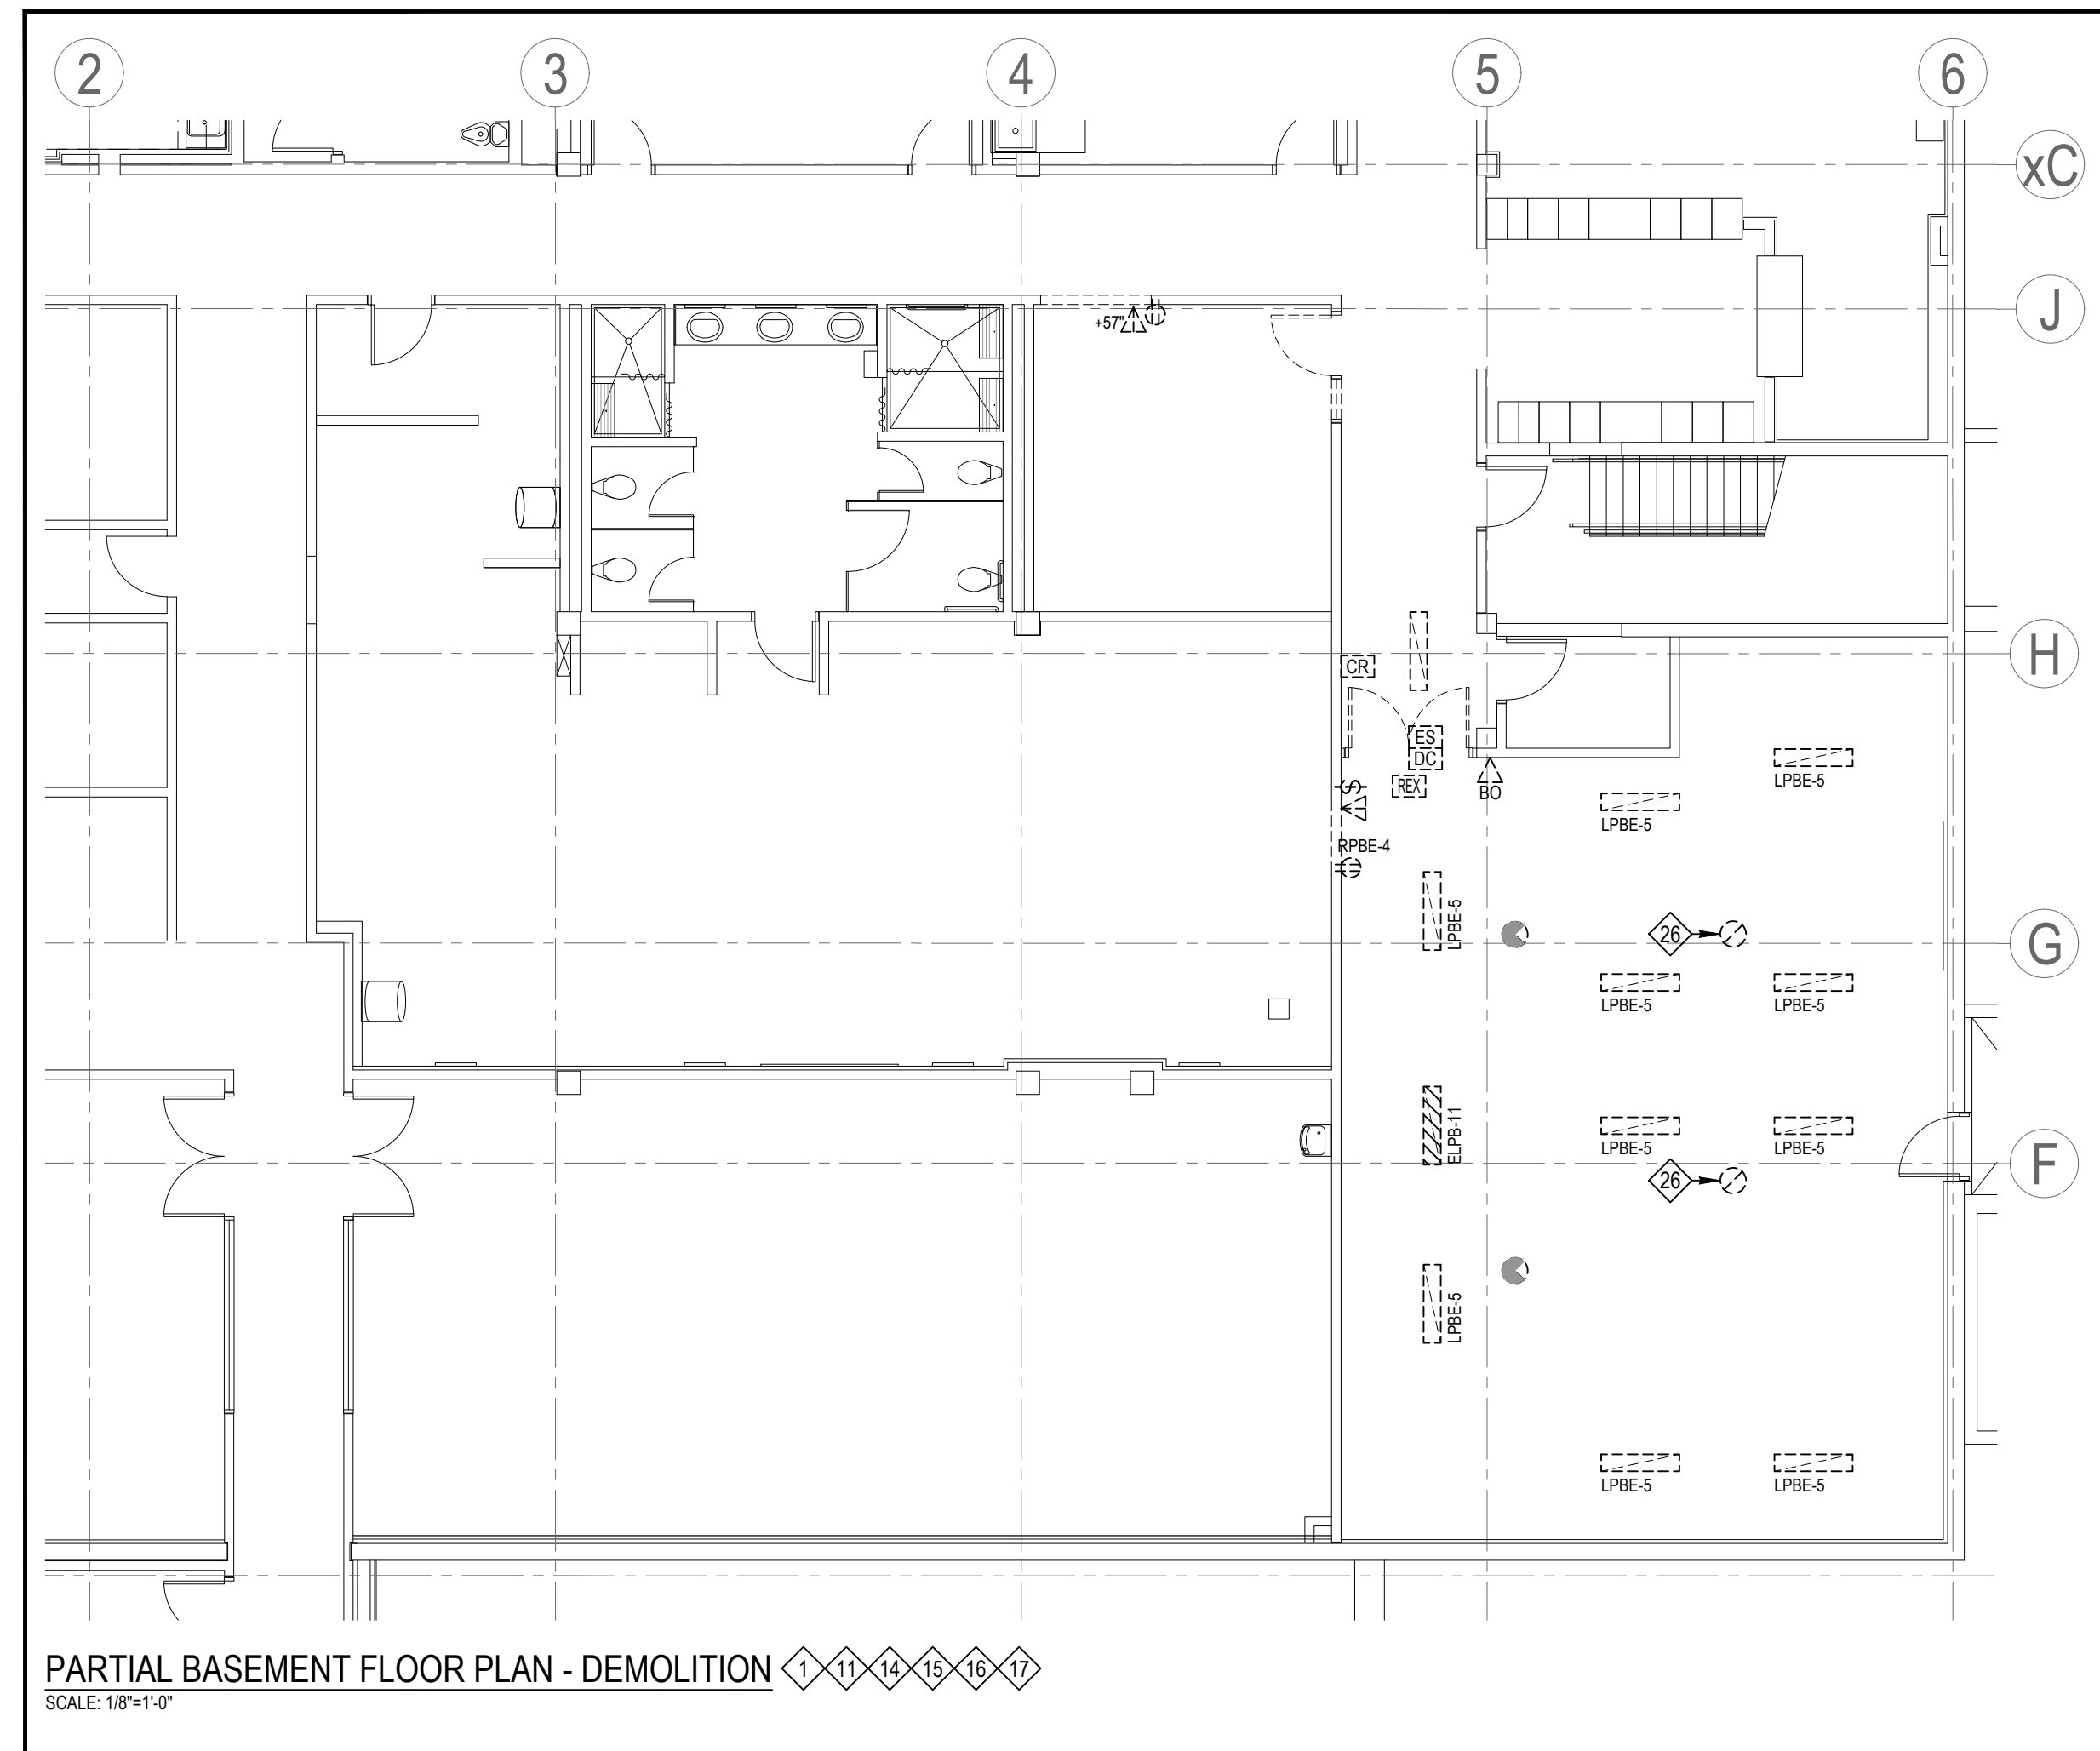 2 3 4 5 6
xC
J
+57"
H
CR
ES
DC
REX
BO
LPBE-5
LPBE-5
RPBE-4
LPBE-5
26
G
LPBE-5 LPBE-5
ELPB-11
LPBE-5 LPBE-5
F
26
LPBE-5
LPBE-5 LPBE-5
PARTIAL BASEMENT FLOOR PLAN - DEMOLITION 1 11 14 15 16 17
SCALE: 1/8"=1'-0"